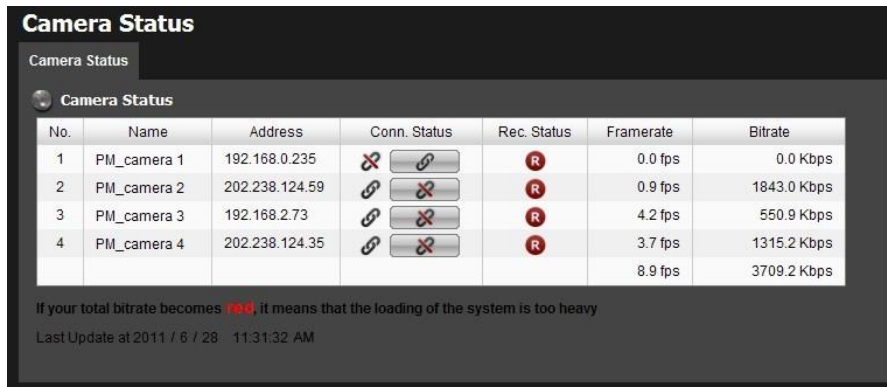 Camera Status
Camera Status
Camera Status
No. Name Address Conn. Status Rec. Status Framerate Bitrate
1 PM_camera 1 192.168.0.235 R 0.0 fps 0.0 Kbps
2 PM_camera 2 202.238.124.59 R 0.9 fps 1843.0 Kbps
3 PM_camera 3 192.168.2.73 R 4.2 fps 550.9 Kbps
4 PM_camera 4 202.238.124.35 R 3.7 fps 1315.2 Kbps
8.9 fps 3709.2 Kbps
If your total bitrate becomes red, it means that the loading of the system is too heavy
Last Update at 2011 / 6 / 28 11:31:32 AM